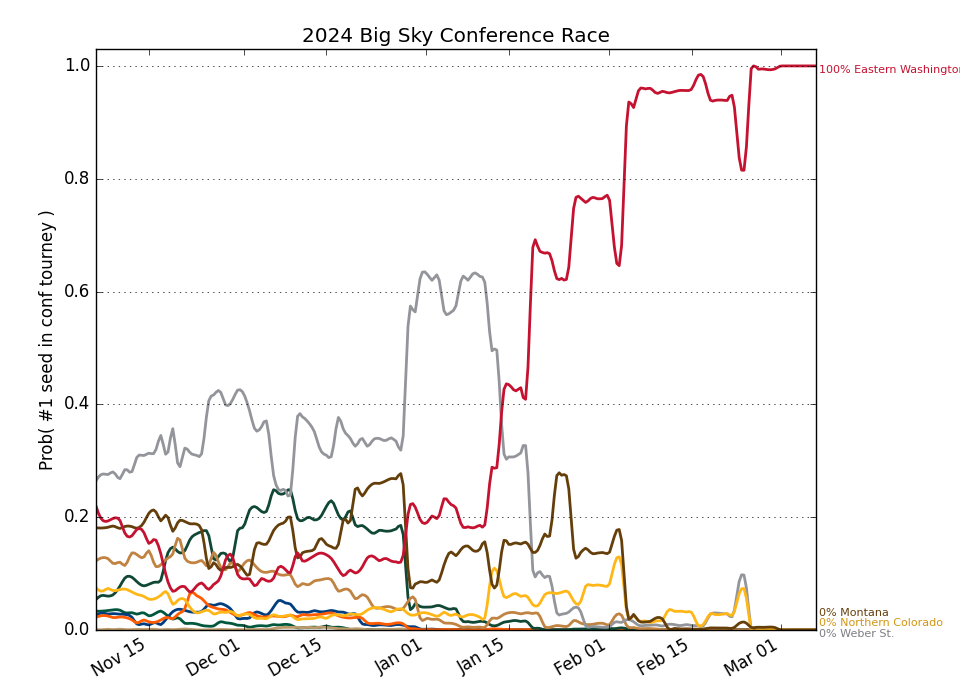 2024 Big Sky Conference Race
Prob( #1 seed in conf tourney )
1.0
0.8
0.6
0.4
0.2
0.0
100% Eastern Washington
0% Montana
0% Northern Colorado
0% Weber St.
Nov 15
Dec 01
Dec 15
Jan 01
Jan 15
Feb 01
Feb 15
Mar 01